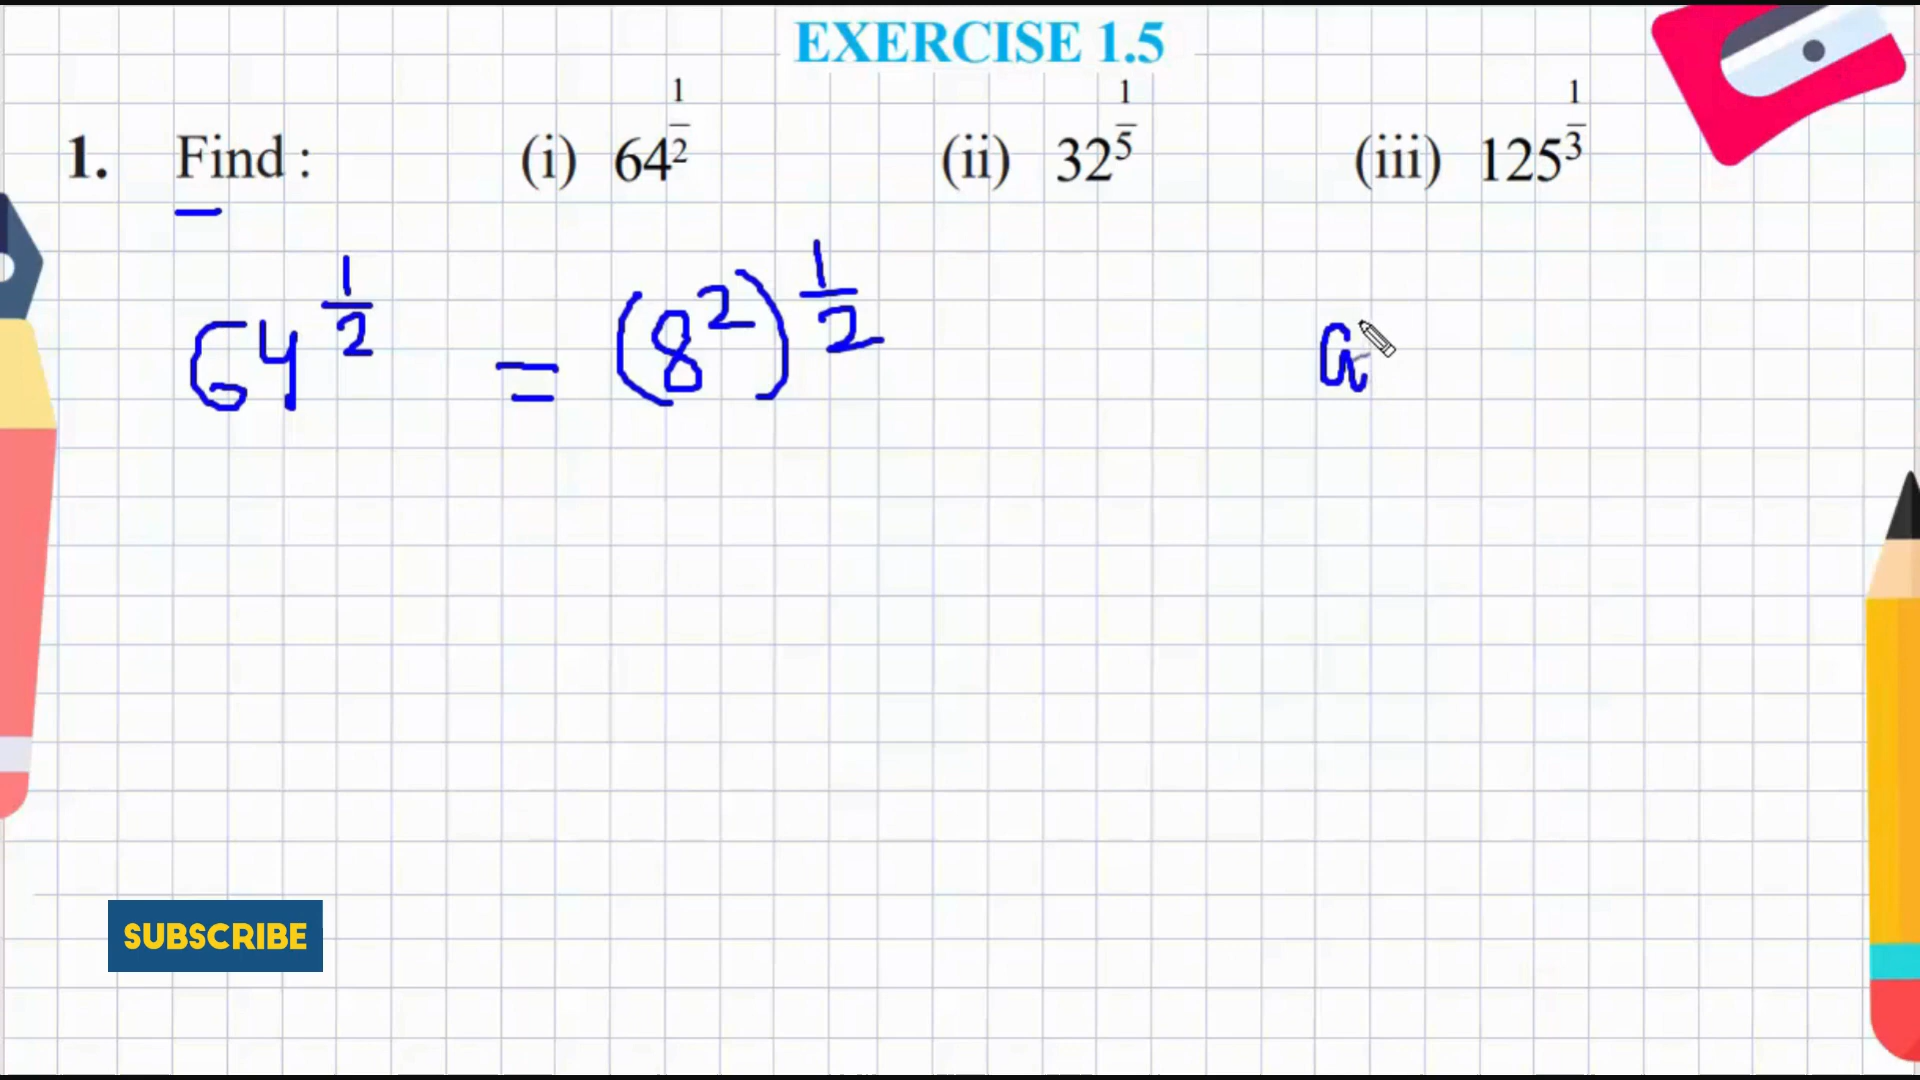 EXERCISE 1.5
1. Find : (i) 64^{1/2} (ii) 32^{1/5} (iii) 125^{1/3}
64^{1/2} = (8^2)^{1/2} a
SUBSCRIBE